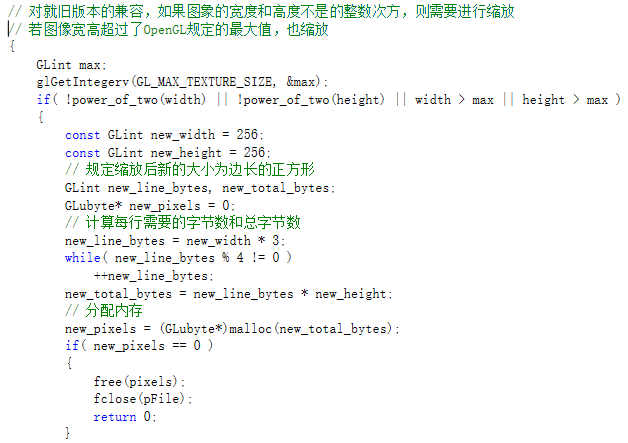 // 对就旧版本的兼容，如果图象的宽度和高度不是的整数次方，则需要进行缩放
// 若图像宽高超过了OpenGL规定的最大值，也缩放
{
GLint max;
glGetIntegerv(GL_MAX_TEXTURE_SIZE, &max);
if( !power_of_two(width) || !power_of_two(height) || width > max || height > max )
{
const GLint new_width = 256;
const GLint new_height = 256;
// 规定缩放后新的大小为边长的正方形
GLint new_line_bytes, new_total_bytes;
GLubyte* new_pixels = 0;
// 计算每行需要的字节数和总字节数
new_line_bytes = new_width * 3;
while( new_line_bytes % 4 != 0 )
++new_line_bytes;
new_total_bytes = new_line_bytes * new_height;
// 分配内存
new_pixels = (GLubyte*)malloc(new_total_bytes);
if( new_pixels == 0 )
{
free(pixels);
fclose(pFile);
return 0;
}